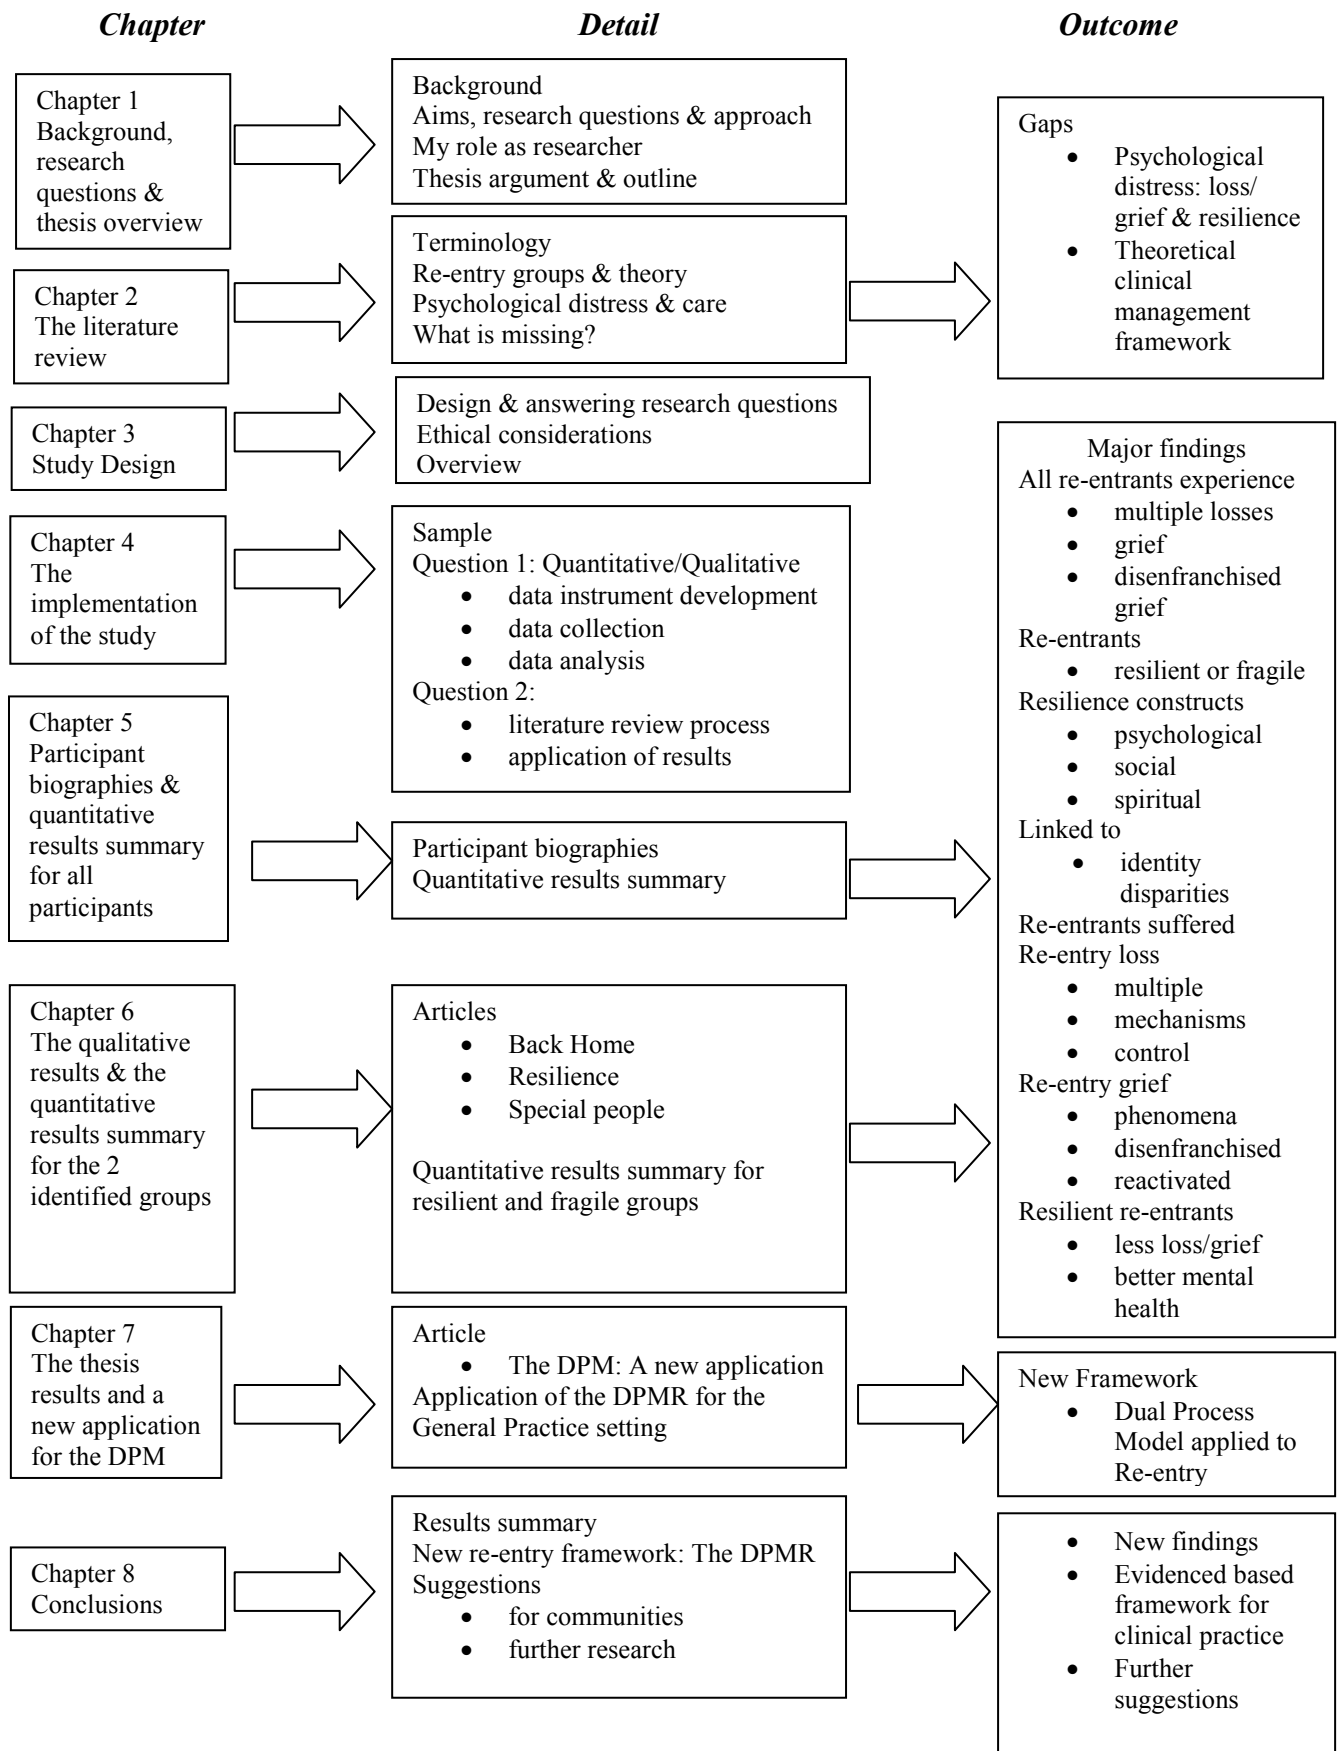 Chapter
Detail
Outcome
Chapter 1
Background,
research
questions &
thesis overview
Background
Aims, research questions & approach
My role as researcher
Thesis argument & outline
Chapter 2
The literature
review
Terminology
Re-entry groups & theory
Psychological distress & care
What is missing?
Gaps
• Psychological
distress: loss/
grief & resilience
• Theoretical
clinical
management
framework
Chapter 3
Study Design
Design & answering research questions
Ethical considerations
Overview
Chapter 4
The
implementation
of the study
Sample
Question 1: Quantitative/Qualitative
• data instrument development
• data collection
• data analysis
Question 2:
• literature review process
• application of results
Chapter 5
Participant
biographies &
quantitative
results summary
for all
participants
Participant biographies
Quantitative results summary
Chapter 6
The qualitative
results & the
quantitative
results summary
for the 2
identified groups
Articles
• Back Home
• Resilience
• Special people
Quantitative results summary for
resilient and fragile groups
Major findings
All re-entrants experience
• multiple losses
• grief
• disenfranchised
grief
Re-entrants
• resilient or fragile
Resilience constructs
• psychological
• social
• spiritual
Linked to
• identity
disparities
Re-entrants suffered
Re-entry loss
• multiple
• mechanisms
• control
Re-entry grief
• phenomena
• disenfranchised
• reactivated
Resilient re-entrants
• less loss/grief
• better mental
health
Chapter 7
The thesis
results and a
new application
for the DPM
Article
• The DPM: A new application
Application of the DPMR for the
General Practice setting
New Framework
• Dual Process
Model applied to
Re-entry
Chapter 8
Conclusions
Results summary
New re-entry framework: The DPMR
Suggestions
• for communities
• further research
• New findings
• Evidenced based
framework for
clinical practice
• Further
suggestions